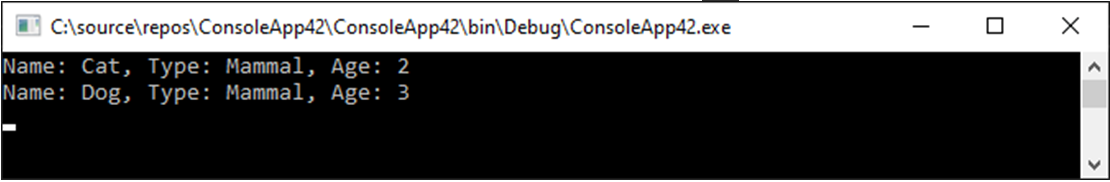 C:\source\repos\ConsoleApp42\ConsoleApp42\bin\Debug\ConsoleApp42.exe
Name: Cat, Type: Mammal, Age: 2
Name: Dog, Type: Mammal, Age: 3